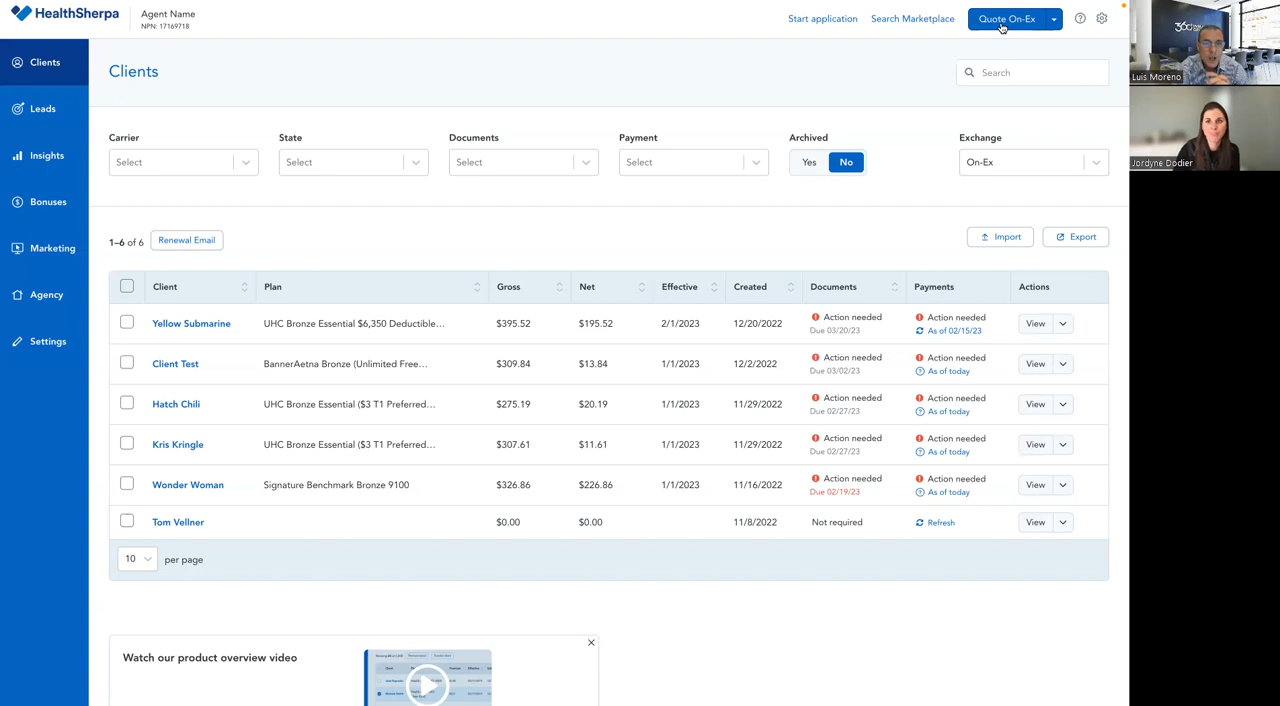 HealthSherpa
Agent Name
NPN: 17169718
Start application
Search Marketplace
Quote On-Ex
Luis Moreno
Jordyne Dodier
Clients
Leads
Insights
Bonuses
Marketing
Agency
Settings
Clients
Search
Carrier State Documents Payment Archived Exchange
Select Select Select Select Yes No On-Ex
1–6 of 6 Renewal Email Import Export
Client Plan Gross Net Effective Created Documents Payments Actions
Yellow Submarine UHC Bronze Essential $6,350 Deductible... $395.52 $195.52 2/1/2023 12/20/2022 Action needed Action needed View
Due 03/20/23 As of 02/15/23
Client Test BannerAetna Bronze (Unlimited Free... $309.84 $13.84 1/1/2023 12/2/2022 Action needed Action needed View
Due 03/02/23 As of today
Hatch Chili UHC Bronze Essential ($3 T1 Preferred... $275.19 $20.19 1/1/2023 11/29/2022 Action needed Action needed View
Due 02/27/23 As of today
Kris Kringle UHC Bronze Essential ($3 T1 Preferred... $307.61 $11.61 1/1/2023 11/29/2022 Action needed Action needed View
Due 02/27/23 As of today
Wonder Woman Signature Benchmark Bronze 9100 $326.86 $226.86 1/1/2023 11/16/2022 Action needed Action needed View
Due 02/19/23 As of today
Tom Vellner $0.00 $0.00 11/8/2022 Not required Refresh View
10 per page
Watch our product overview video